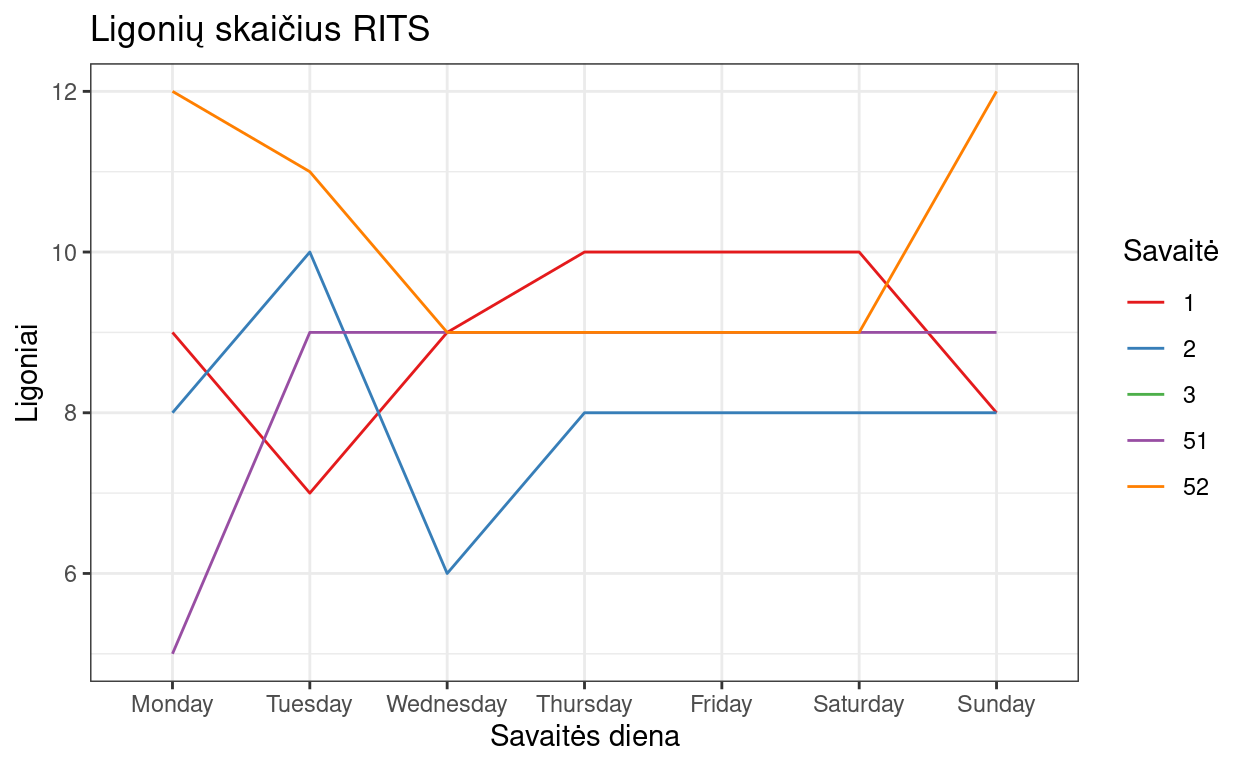 Ligonių skaičius RITS
12
10
8
6
Ligoniai
Monday Tuesday Wednesday Thursday Friday Saturday Sunday
Savaitės diena
Savaitė
1
2
3
51
52